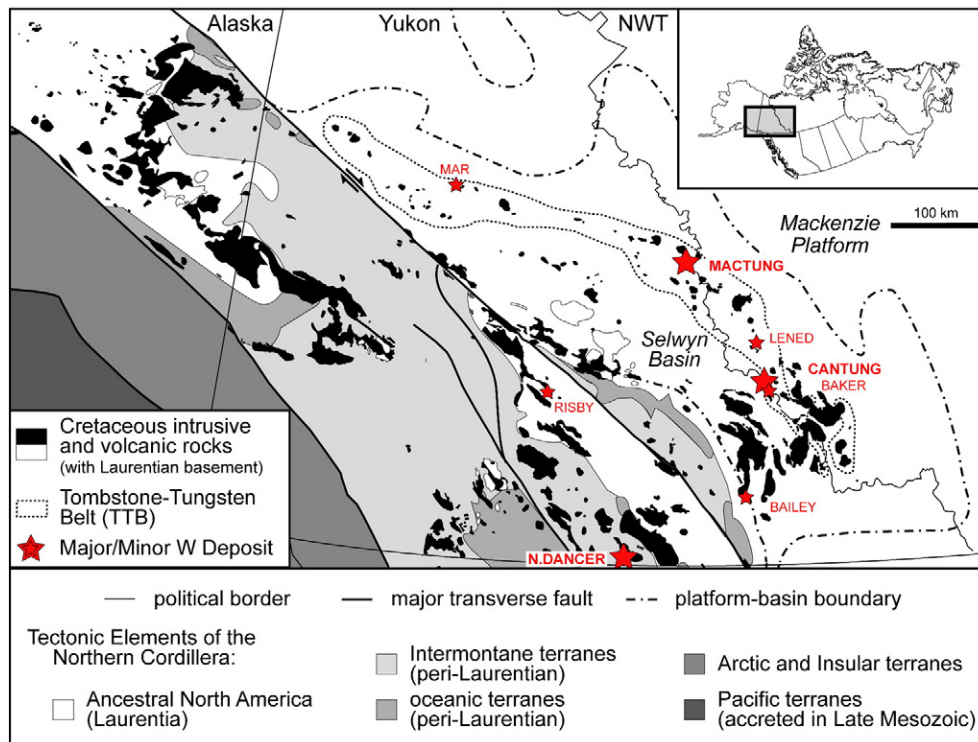 Alaska
Yukon
NWT
MAR
Mackenzie
Platform
100 km
MACTUNG
LENED
Selwyn
Basin
CANTUNG
BAKER
RISBY
BAILEY
N.DANCER
Cretaceous intrusive
and volcanic rocks
(with Laurentian basement)
Tombstone-Tungsten
Belt (TTB)
Major/Minor W Deposit
political border
major transverse fault
platform-basin boundary
Tectonic Elements of the
Northern Cordillera:
Ancestral North America
(Laurentia)
Intermontane terranes
(peri-Laurentian)
oceanic terranes
(peri-Laurentian)
Arctic and Insular terranes
Pacific terranes
(accreted in Late Mesozoic)